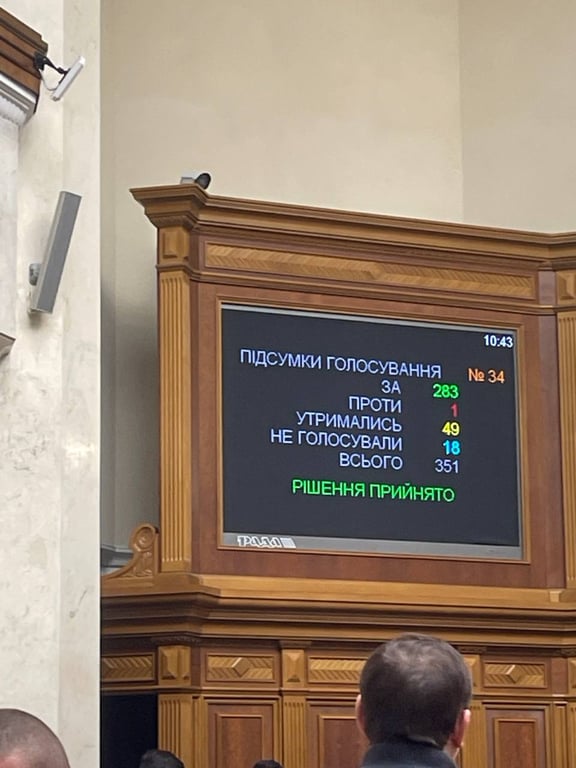 10:43
ПІДСУМКИ ГОЛОСУВАННЯ № 34
ЗА 283
ПРОТИ 1
УТРИМАЛИСЬ 49
НЕ ГОЛОСУВАЛИ 18
ВСЬОГО 351
РІШЕННЯ ПРИЙНЯТО
РАДА